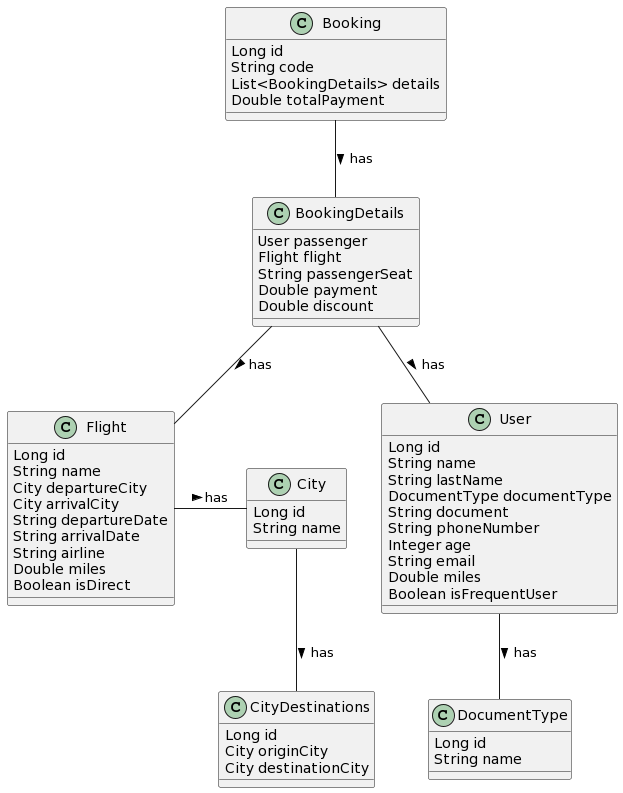 C Booking
Long id
String code
List<BookingDetails> details
Double totalPayment
has
C BookingDetails
User passenger
Flight flight
String passengerSeat
Double payment
Double discount
has
has
C Flight
Long id
String name
City departureCity
City arrivalCity
String departureDate
String arrivalDate
String airline
Double miles
Boolean isDirect
has
C City
Long id
String name
C User
Long id
String name
String lastName
DocumentType documentType
String document
String phoneNumber
Integer age
String email
Double miles
Boolean isFrequentUser
has
has
C CityDestinations
Long id
City originCity
City destinationCity
C DocumentType
Long id
String name